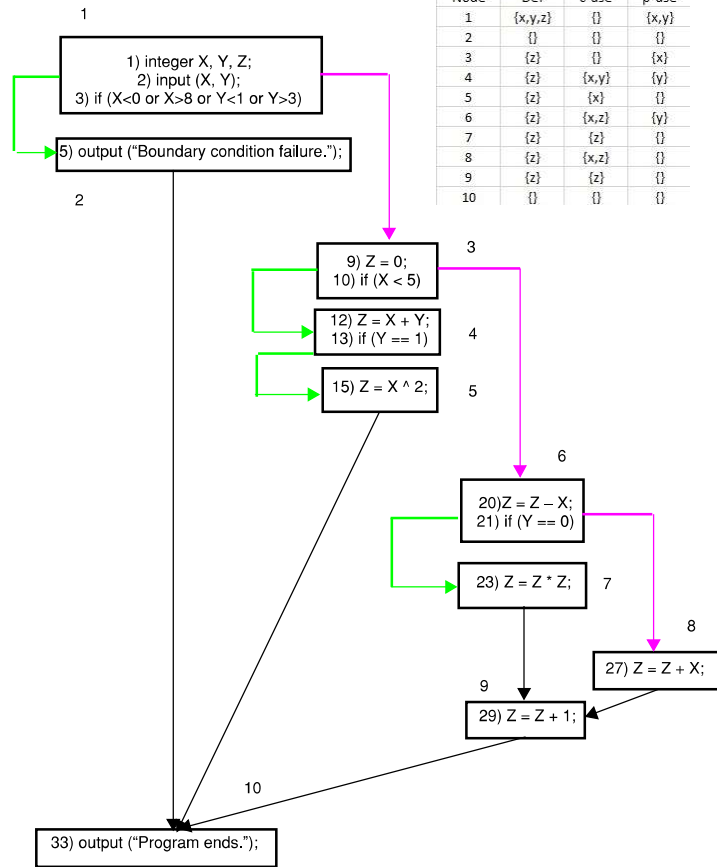 Node Def c-use p-use
1 {x,y,z} {} {x,y}
2 {} {} {}
3 {z} {} {x}
4 {z} {x,y} {y}
5 {z} {x} {}
6 {z} {x,z} {y}
7 {z} {z} {}
8 {z} {x,z} {}
9 {z} {z} {}
10 {} {} {}
1
1) integer X, Y, Z;
2) input (X, Y);
3) if (X<0 or X>8 or Y<1 or Y>3)
5) output (“Boundary condition failure.”);
2
3
9) Z = 0;
10) if (X < 5)
12) Z = X + Y;
13) if (Y == 1)
4
15) Z = X ^ 2;
5
6
20)Z = Z – X;
21) if (Y == 0)
23) Z = Z * Z;
7
8
27) Z = Z + X;
9
29) Z = Z + 1;
10
33) output (“Program ends.”);